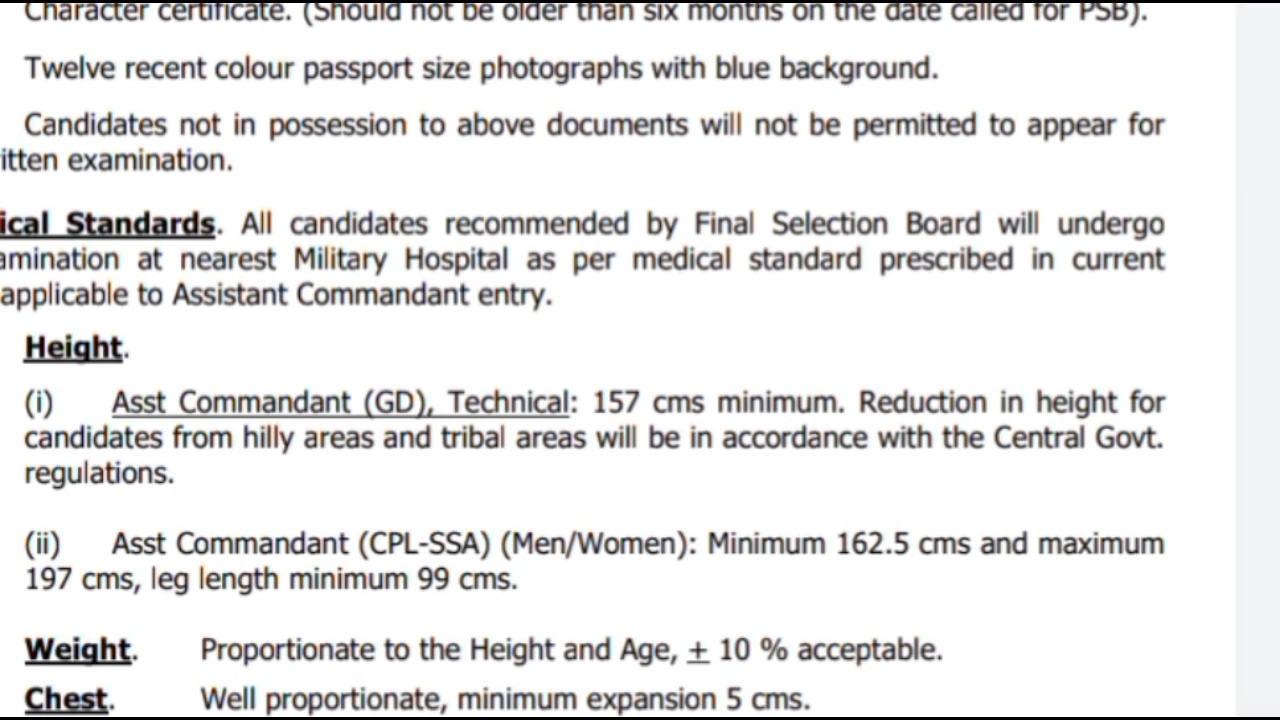 Character certificate. (Should not be older than six months on the date called for PSB).
Twelve recent colour passport size photographs with blue background.
Candidates not in possession to above documents will not be permitted to appear for
itten examination.
ical Standards. All candidates recommended by Final Selection Board will undergo
amination at nearest Military Hospital as per medical standard prescribed in current
applicable to Assistant Commandant entry.
Height.
(i) Asst Commandant (GD), Technical: 157 cms minimum. Reduction in height for
candidates from hilly areas and tribal areas will be in accordance with the Central Govt.
regulations.
(ii) Asst Commandant (CPL-SSA) (Men/Women): Minimum 162.5 cms and maximum
197 cms, leg length minimum 99 cms.
Weight. Proportionate to the Height and Age, ± 10 % acceptable.
Chest. Well proportionate, minimum expansion 5 cms.